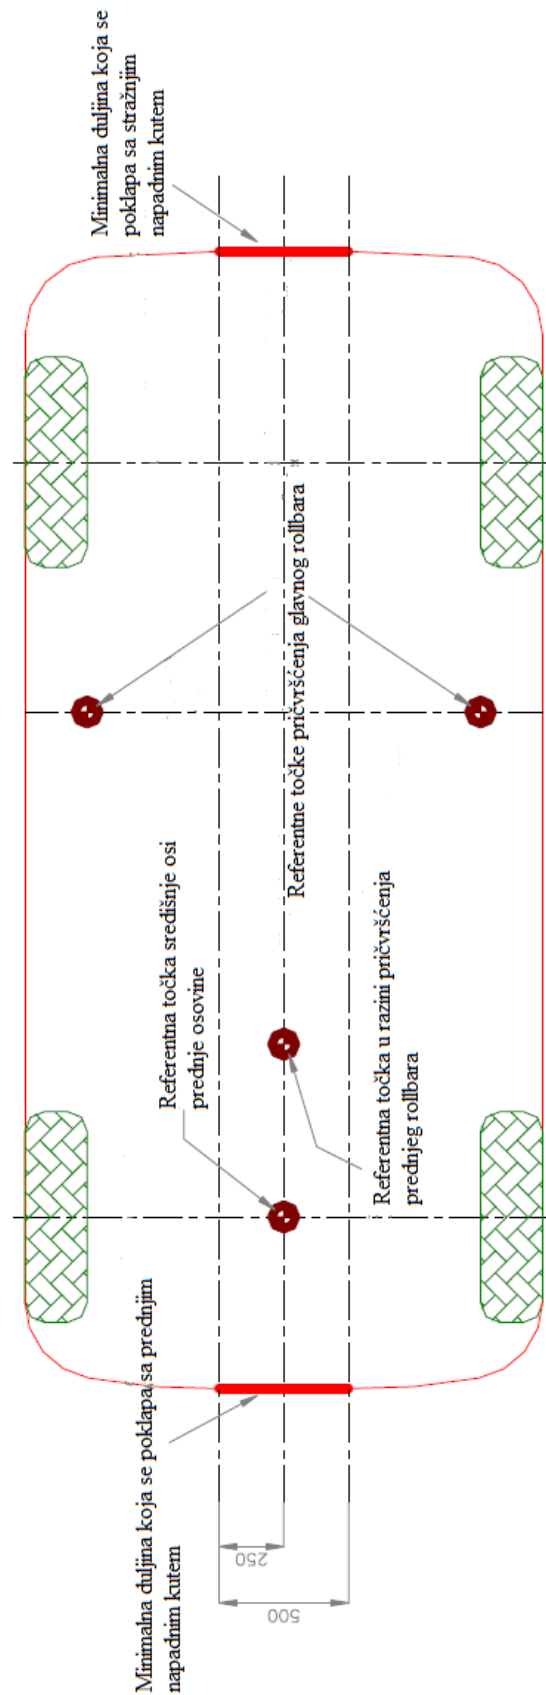 Minimalna duljina koja se
poklapa sa stražnjim
napadnim kutem
Referentne točke pričvršćenja glavnog rollbara
Referentna točka središnje osi
prednje osovine
Referentna točka u razini pričvršćenja
prednjeg rollbara
Minimalna duljina koja se poklapa sa prednjim
napadnim kutem
250
500